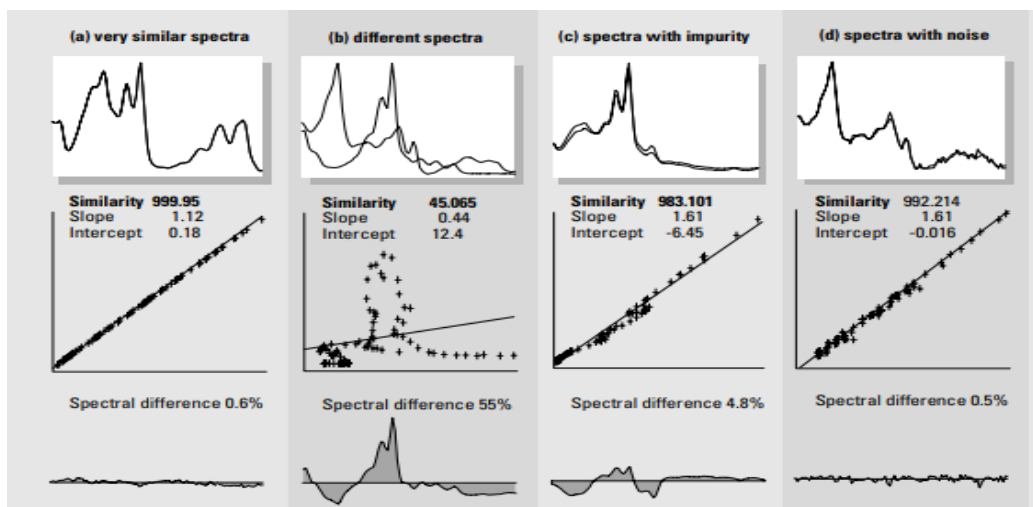 (a) very similar spectra
Similarity 999.95
Slope 1.12
Intercept 0.18
Spectral difference 0.6%
(b) different spectra
Similarity 45.065
Slope 0.44
Intercept 12.4
Spectral difference 55%
(c) spectra with impurity
Similarity 983.101
Slope 1.61
Intercept -6.45
Spectral difference 4.8%
(d) spectra with noise
Similarity 992.214
Slope 1.61
Intercept -0.016
Spectral difference 0.5%